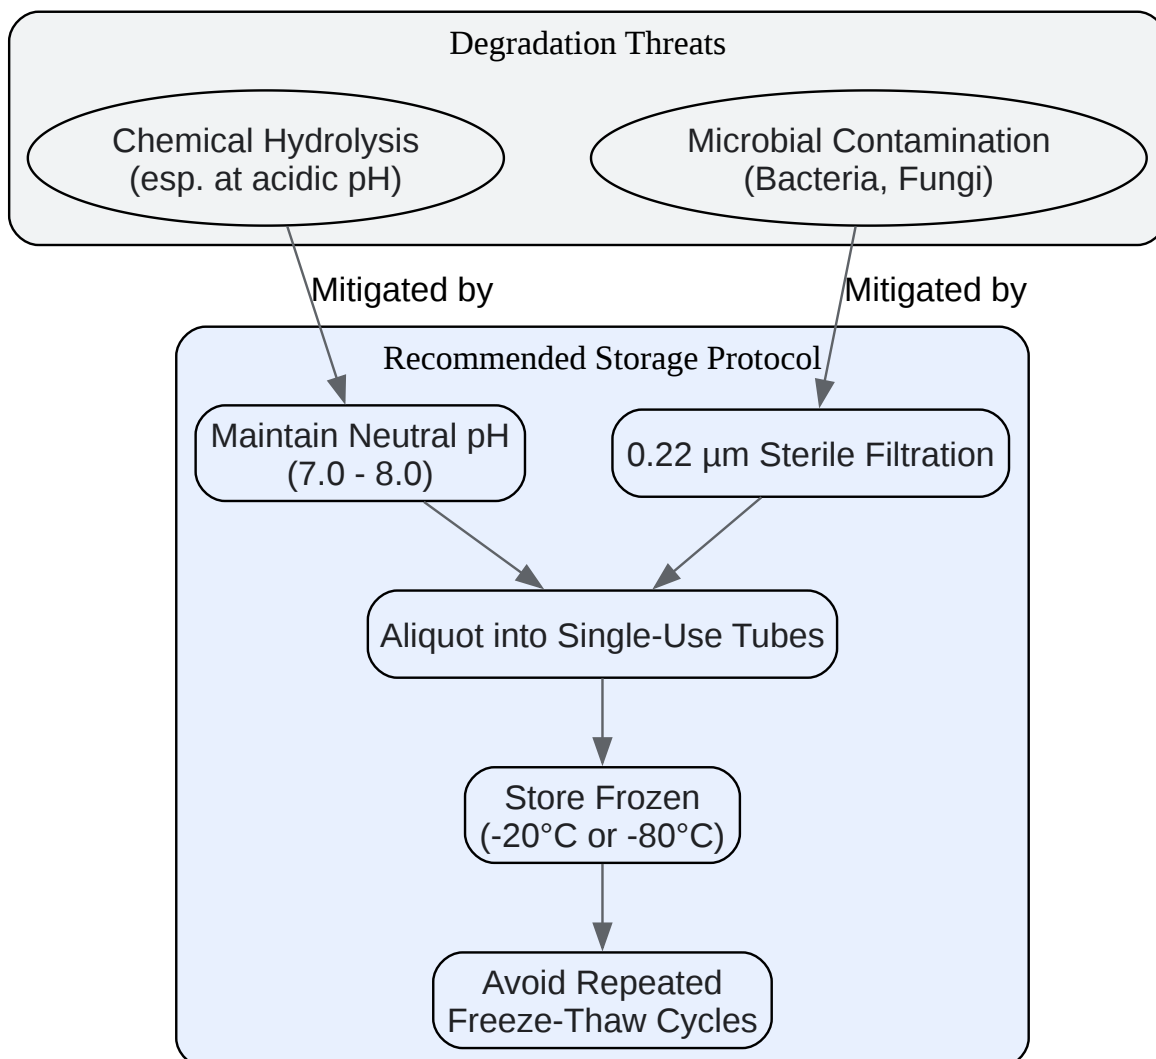 Degradation Threats
Chemical Hydrolysis
(esp. at acidic pH)
Microbial Contamination
(Bacteria, Fungi)
Mitigated by
Mitigated by
Recommended Storage Protocol
Maintain Neutral pH
(7.0 - 8.0)
0.22 µm Sterile Filtration
Aliquot into Single-Use Tubes
Store Frozen
(-20°C or -80°C)
Avoid Repeated
Freeze-Thaw Cycles